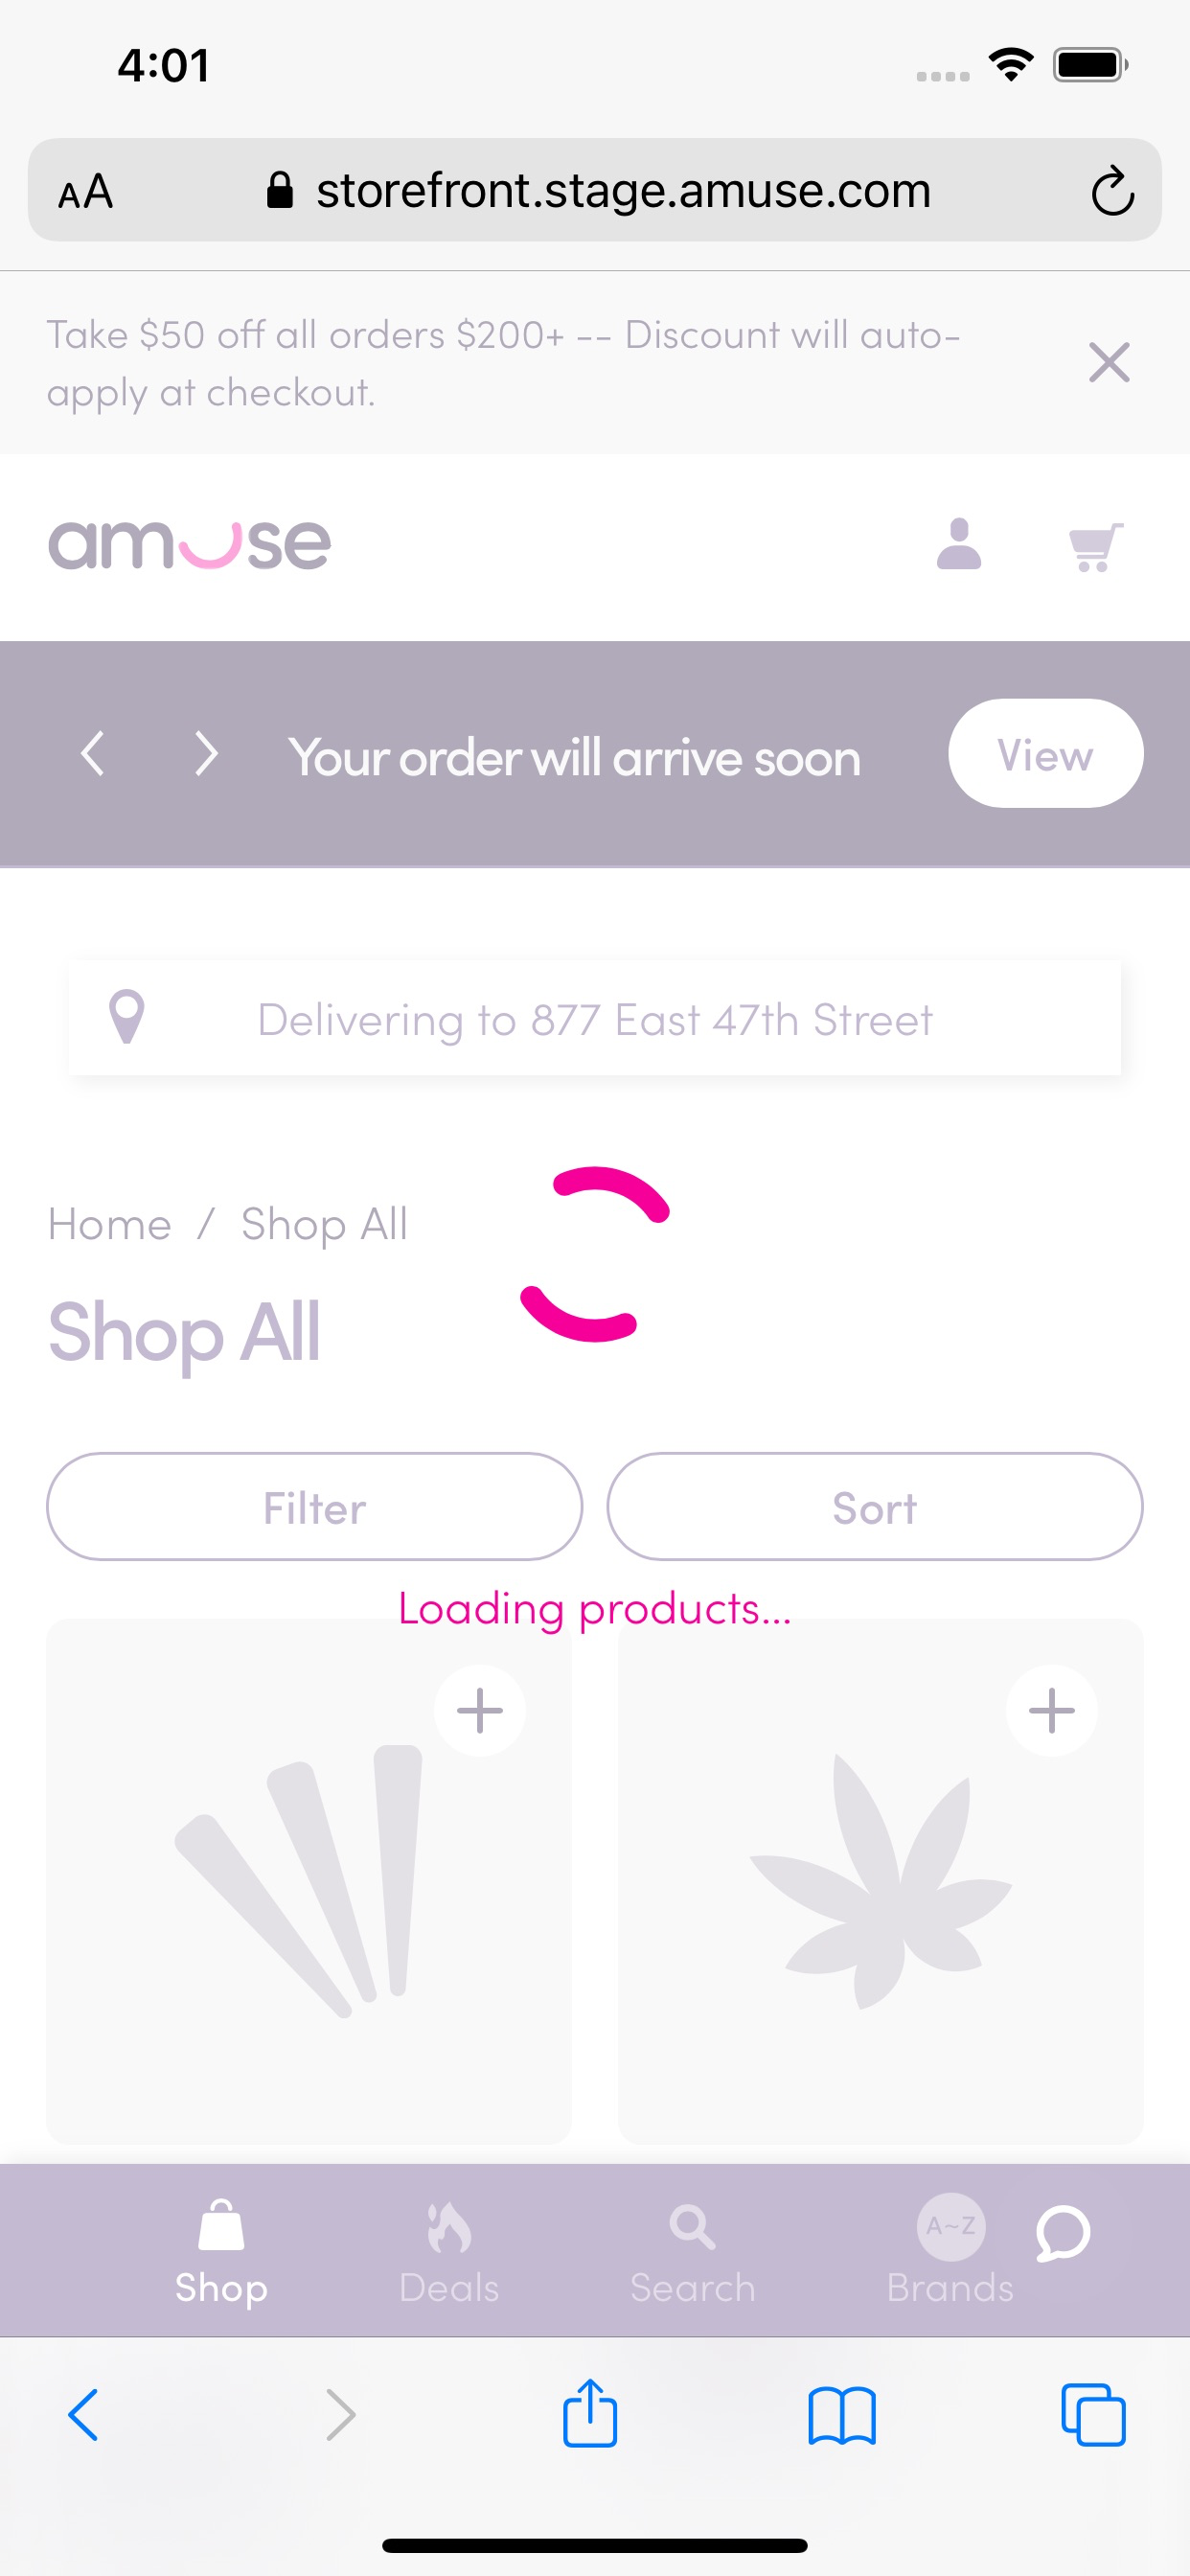 4:01
AA storefront.stage.amuse.com
Take $50 off all orders $200+ -- Discount will auto-
apply at checkout.
amuse
Your order will arrive soon
View
Delivering to 877 East 47th Street
Home / Shop All
Shop All
Filter
Sort
Loading products...
A~Z
Shop
Deals
Search
Brands